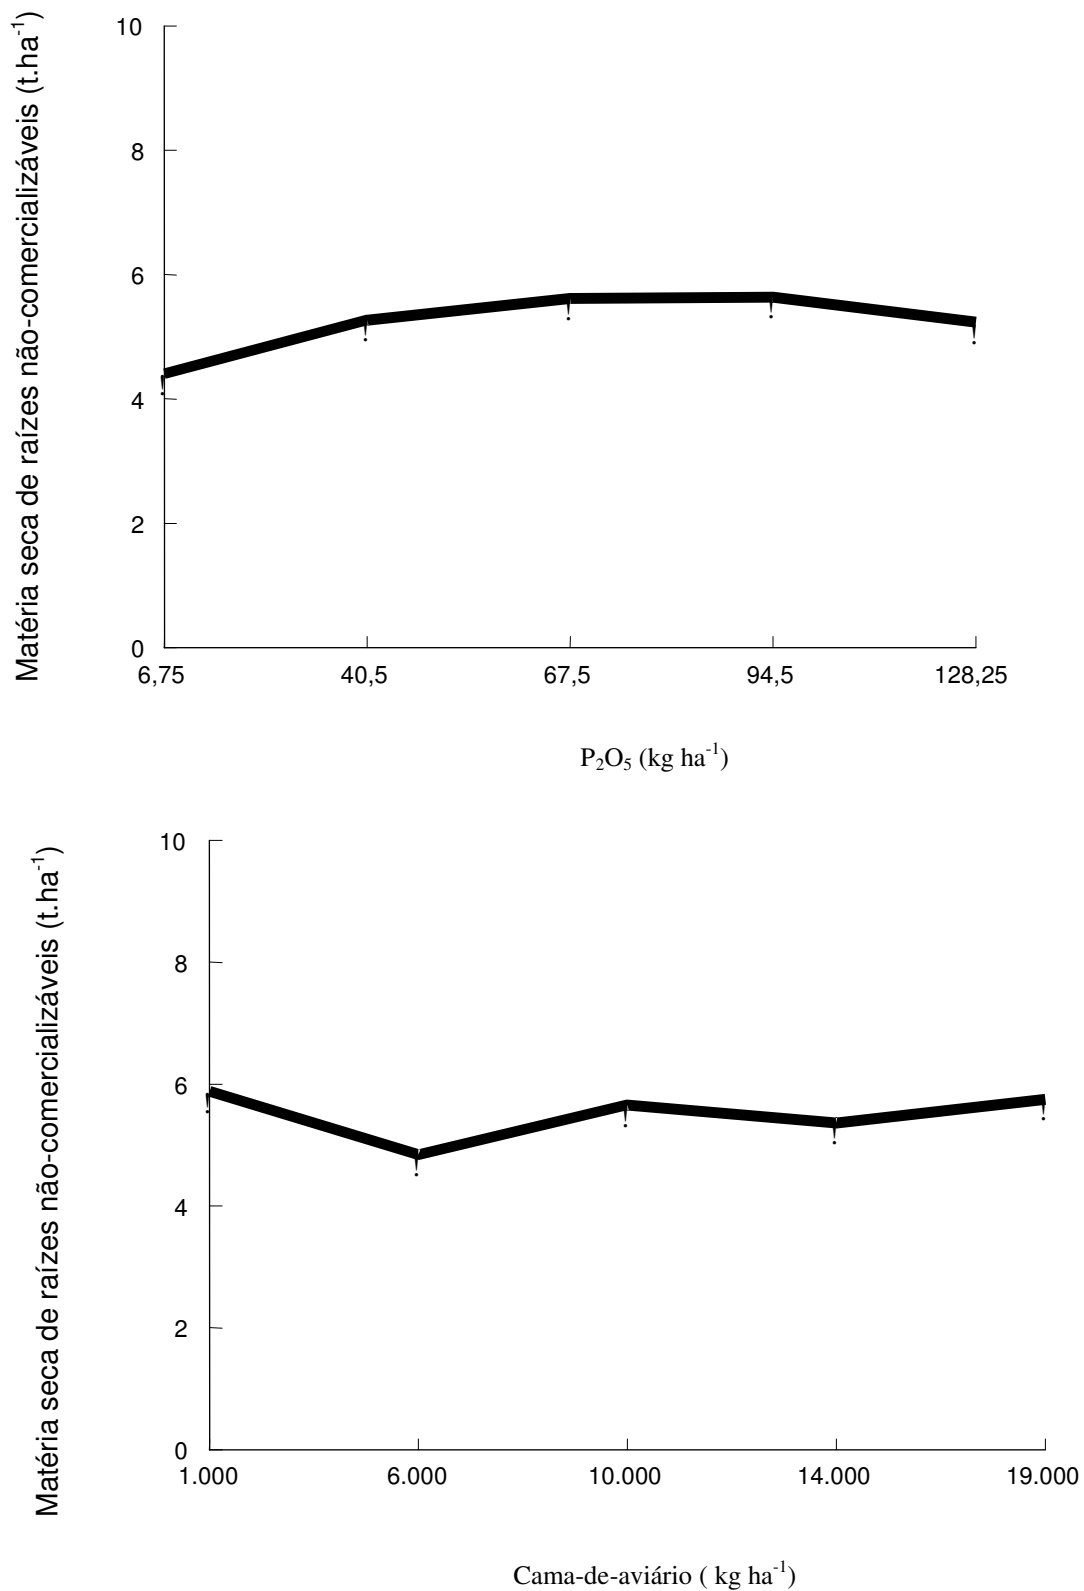 Matéria seca de raízes não-comercializáveis (t.ha⁻¹)
10
8
6
4
2
0
6,75 40,5 67,5 94,5 128,25
P₂O₅ (kg ha⁻¹)
Matéria seca de raízes não-comercializáveis (t.ha⁻¹)
10
8
6
4
2
0
1.000 6.000 10.000 14.000 19.000
Cama-de-aviário ( kg ha⁻¹)